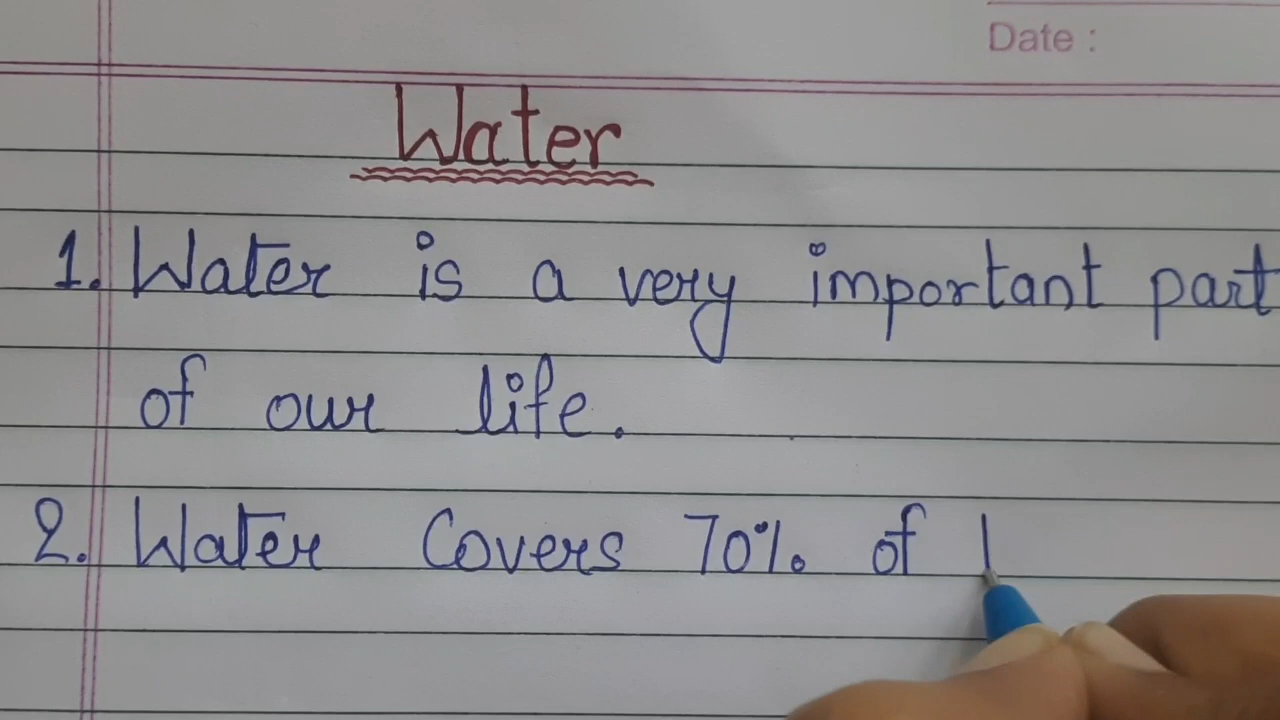 Date :
Water
1. Water is a very important part
of our life.
2. Water Covers 70% of